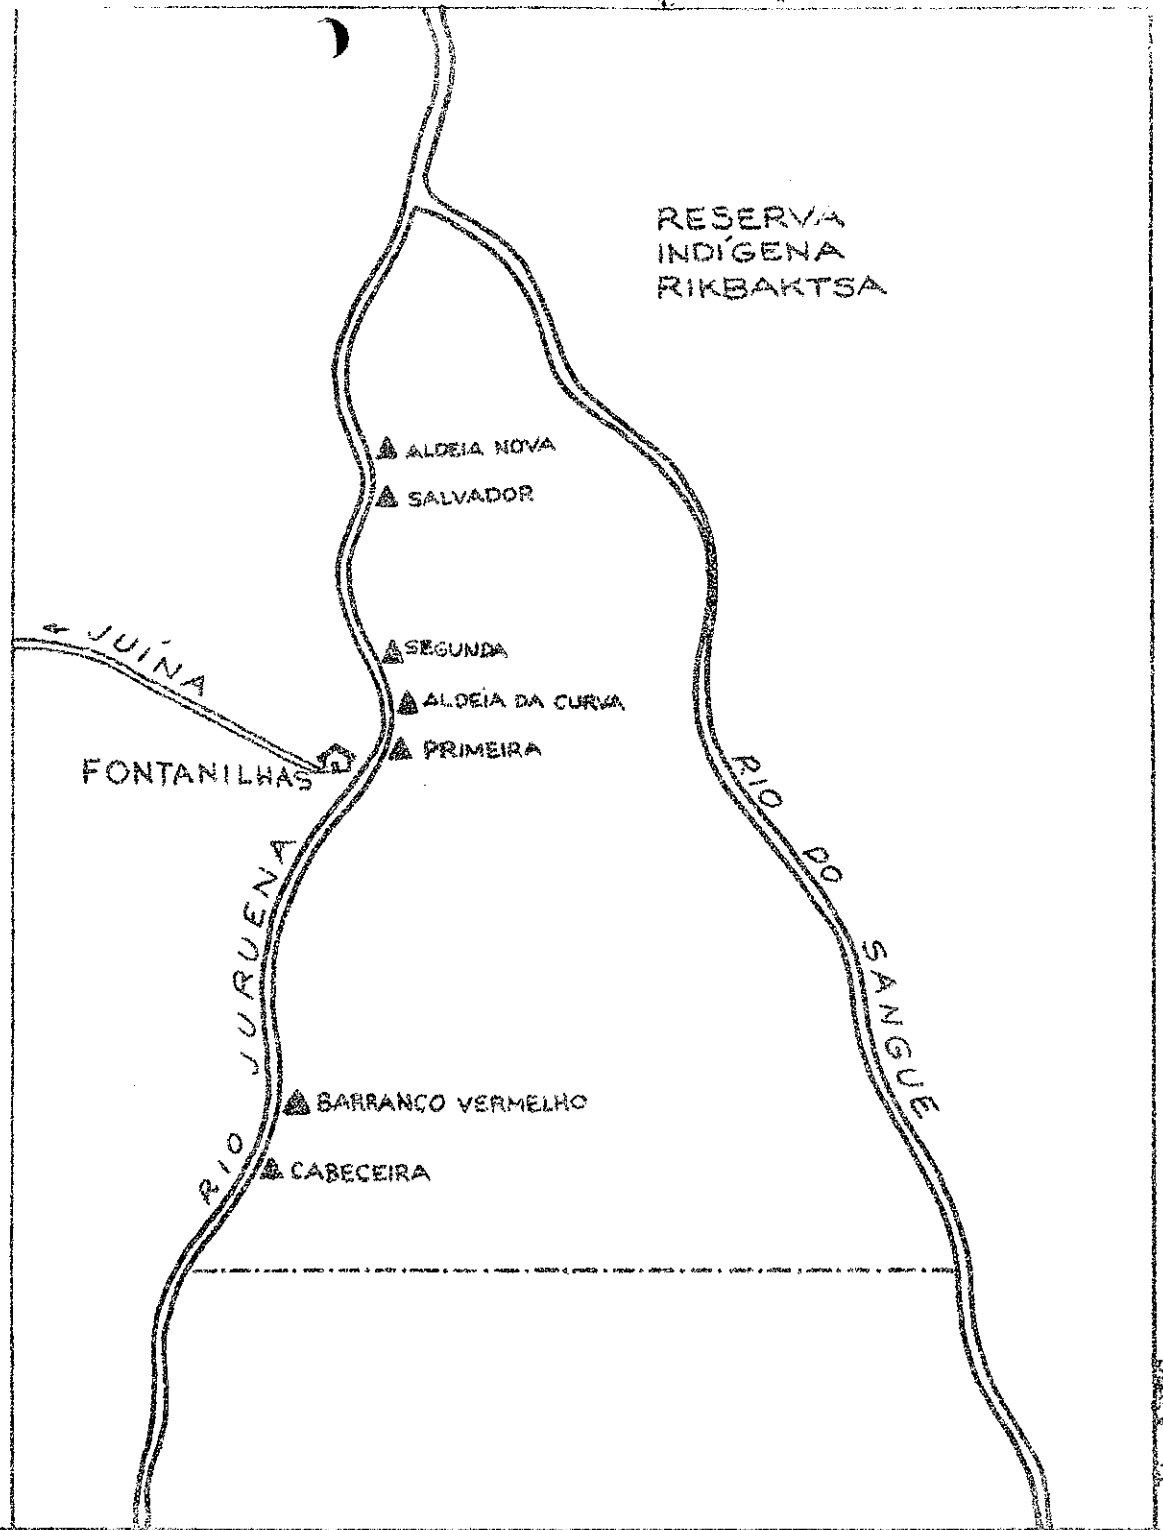 RESERVA
INDÍGENA
RIKBAKTSA
ALDEIA NOVA
SALVADOR
JUÍNA
SEGUNDA
ALDEIA DA CURVA
PRIMEIRA
FONTANILHAS
RIO DO SANGUE
RIO JURUENA
BARRANCO VERMELHO
CABECEIRA